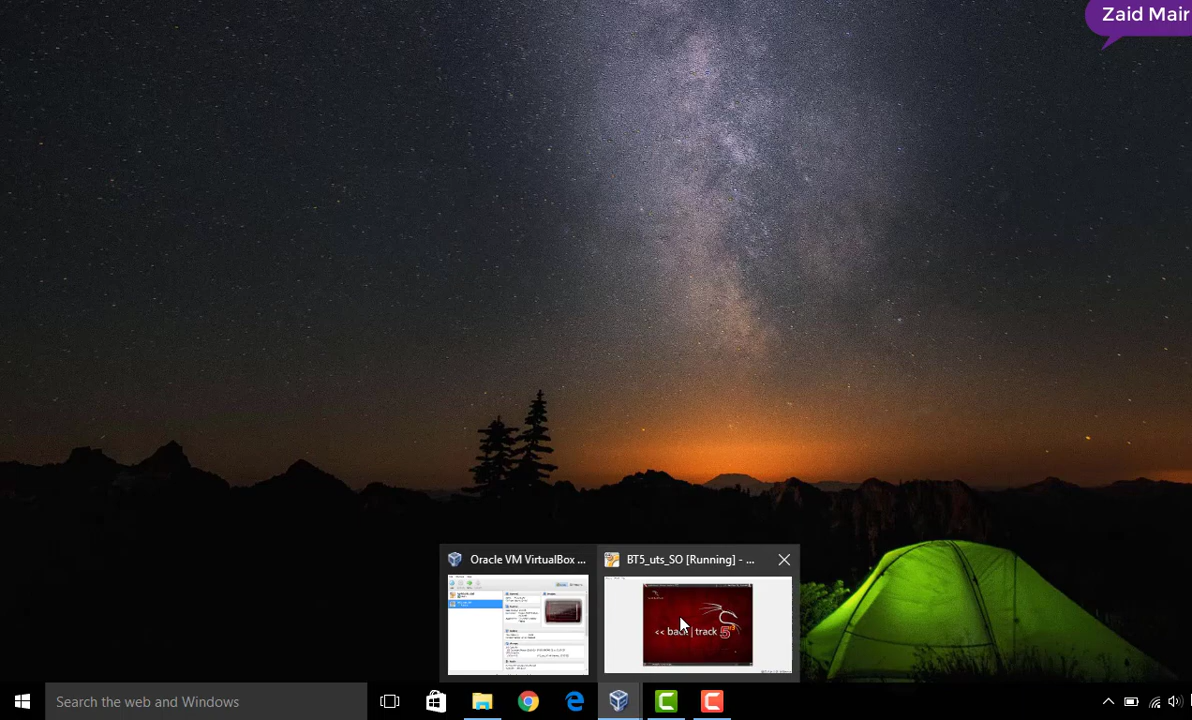 Zaid Mair
Oracle VM VirtualBox ...
BT5_uts_SO [Running] - ...
<< back | track 5
Search the web and Windows